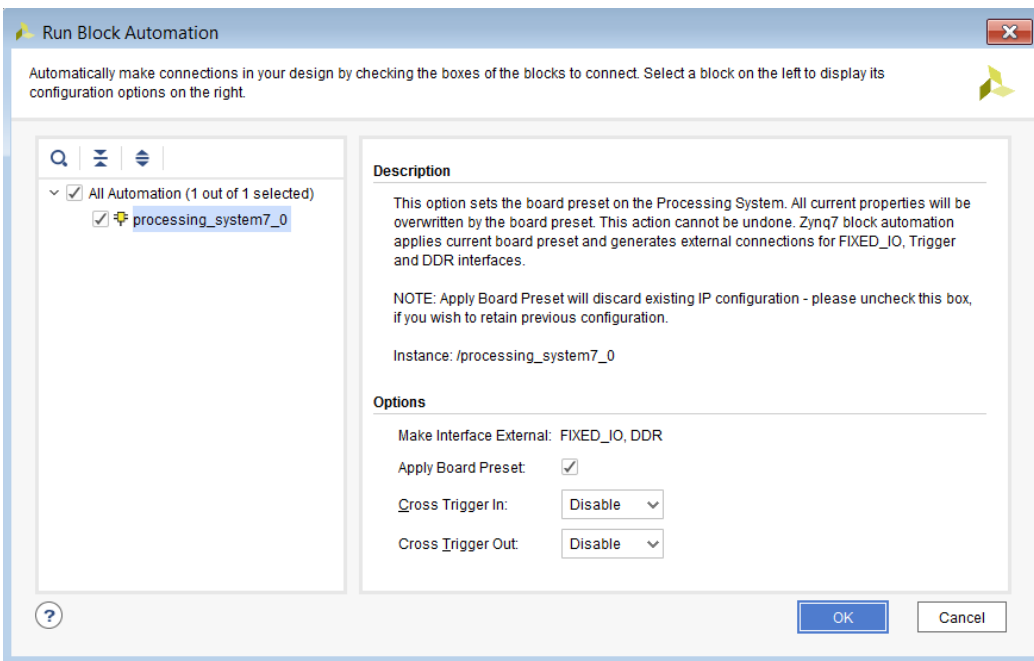 Run Block Automation
Automatically make connections in your design by checking the boxes of the blocks to connect. Select a block on the left to display its
configuration options on the right.
All Automation (1 out of 1 selected)
processing_system7_0
Description
This option sets the board preset on the Processing System. All current properties will be
overwritten by the board preset. This action cannot be undone. Zynq7 block automation
applies current board preset and generates external connections for FIXED_IO, Trigger
and DDR interfaces.
NOTE: Apply Board Preset will discard existing IP configuration - please uncheck this box,
if you wish to retain previous configuration.
Instance: /processing_system7_0
Options
Make Interface External: FIXED_IO, DDR
Apply Board Preset:
Cross Trigger In: Disable
Cross Trigger Out: Disable
?
OK
Cancel